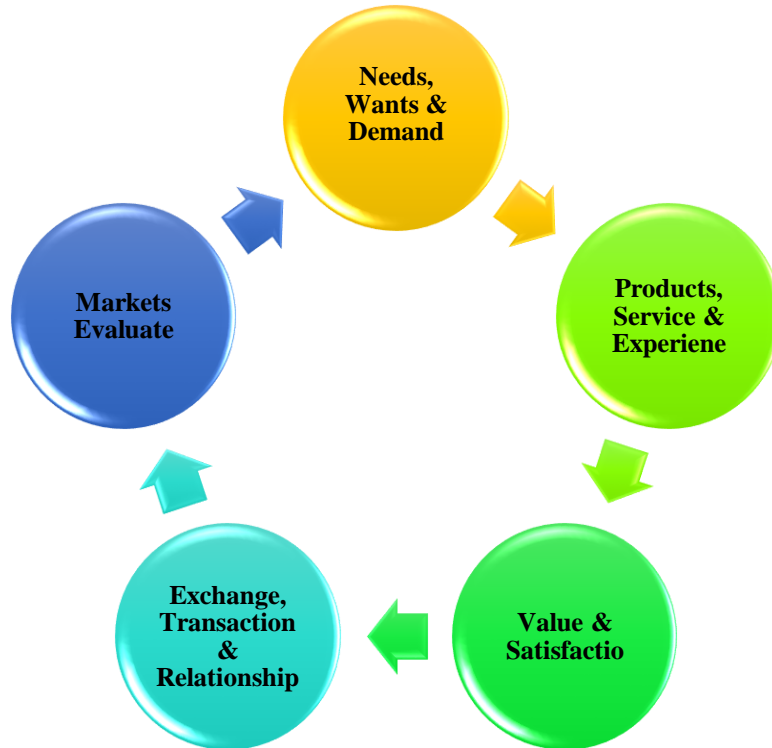 Needs,
Wants &
Demand
Products,
Service &
Experiene
Value &
Satisfactio
Exchange,
Transaction
&
Relationship
Markets
Evaluate